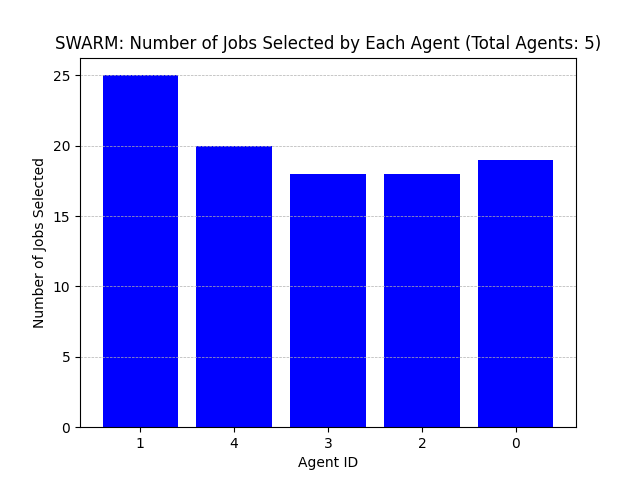 SWARM: Number of Jobs Selected by Each Agent (Total Agents: 5)
25
20
15
10
5
0
Number of Jobs Selected
1 4 3 2 0
Agent ID